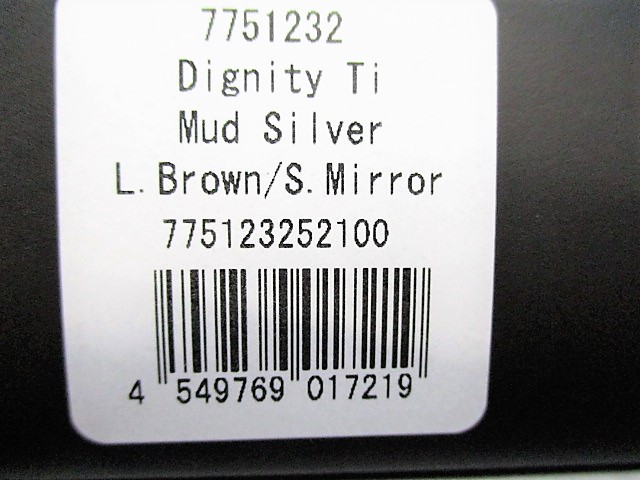 7751232
Dignity Ti
Mud Silver
L. Brown/S. Mirror
775123252100
4 549769 017219